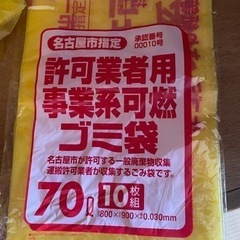 名古屋市指定
承認番号
00010号
許可業者用
事業系可燃
ゴミ袋
名古屋市が許可する一般廃棄物収集
運搬許可業者が収集するごみ袋です。
70ℓ 10枚組
800×900×0.030mm